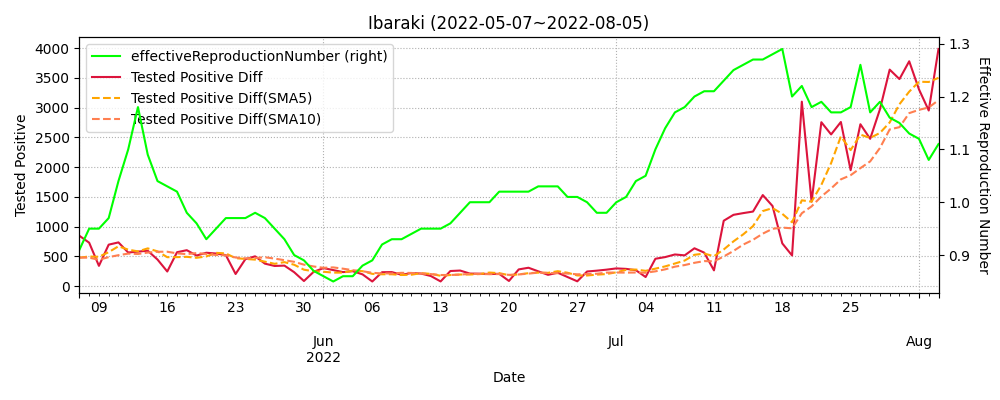 Ibaraki (2022-05-07~2022-08-05)
effectiveReproductionNumber (right)
Tested Positive Diff
Tested Positive Diff(SMA5)
Tested Positive Diff(SMA10)
Tested Positive
4000
3500
3000
2500
2000
1500
1000
500
0
1.3
1.2
1.1
1.0
0.9
Effective Reproduction Number
09 16 23 30 06 13 20 27 04 11 18 25
Jun Jul Aug
2022
Date